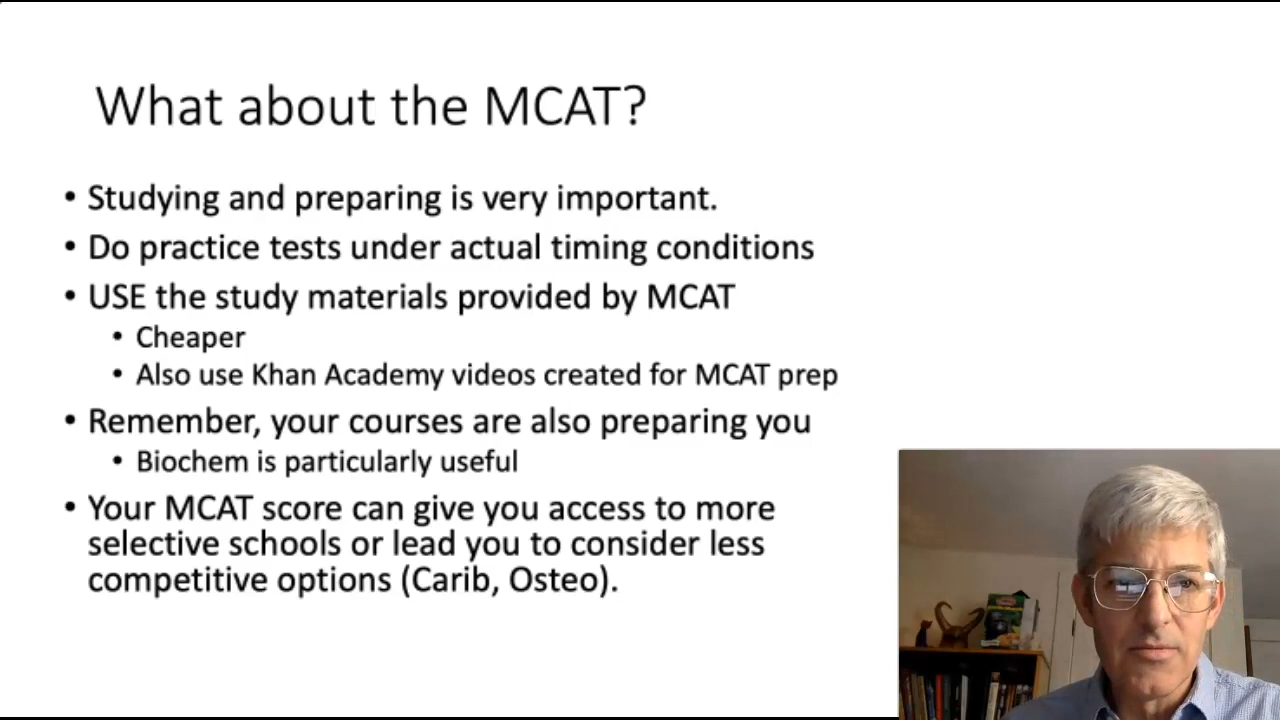 What about the MCAT?
• Studying and preparing is very important.
• Do practice tests under actual timing conditions
• USE the study materials provided by MCAT
• Cheaper
• Also use Khan Academy videos created for MCAT prep
• Remember, your courses are also preparing you
• Biochem is particularly useful
• Your MCAT score can give you access to more
selective schools or lead you to consider less
competitive options (Carib, Osteo).